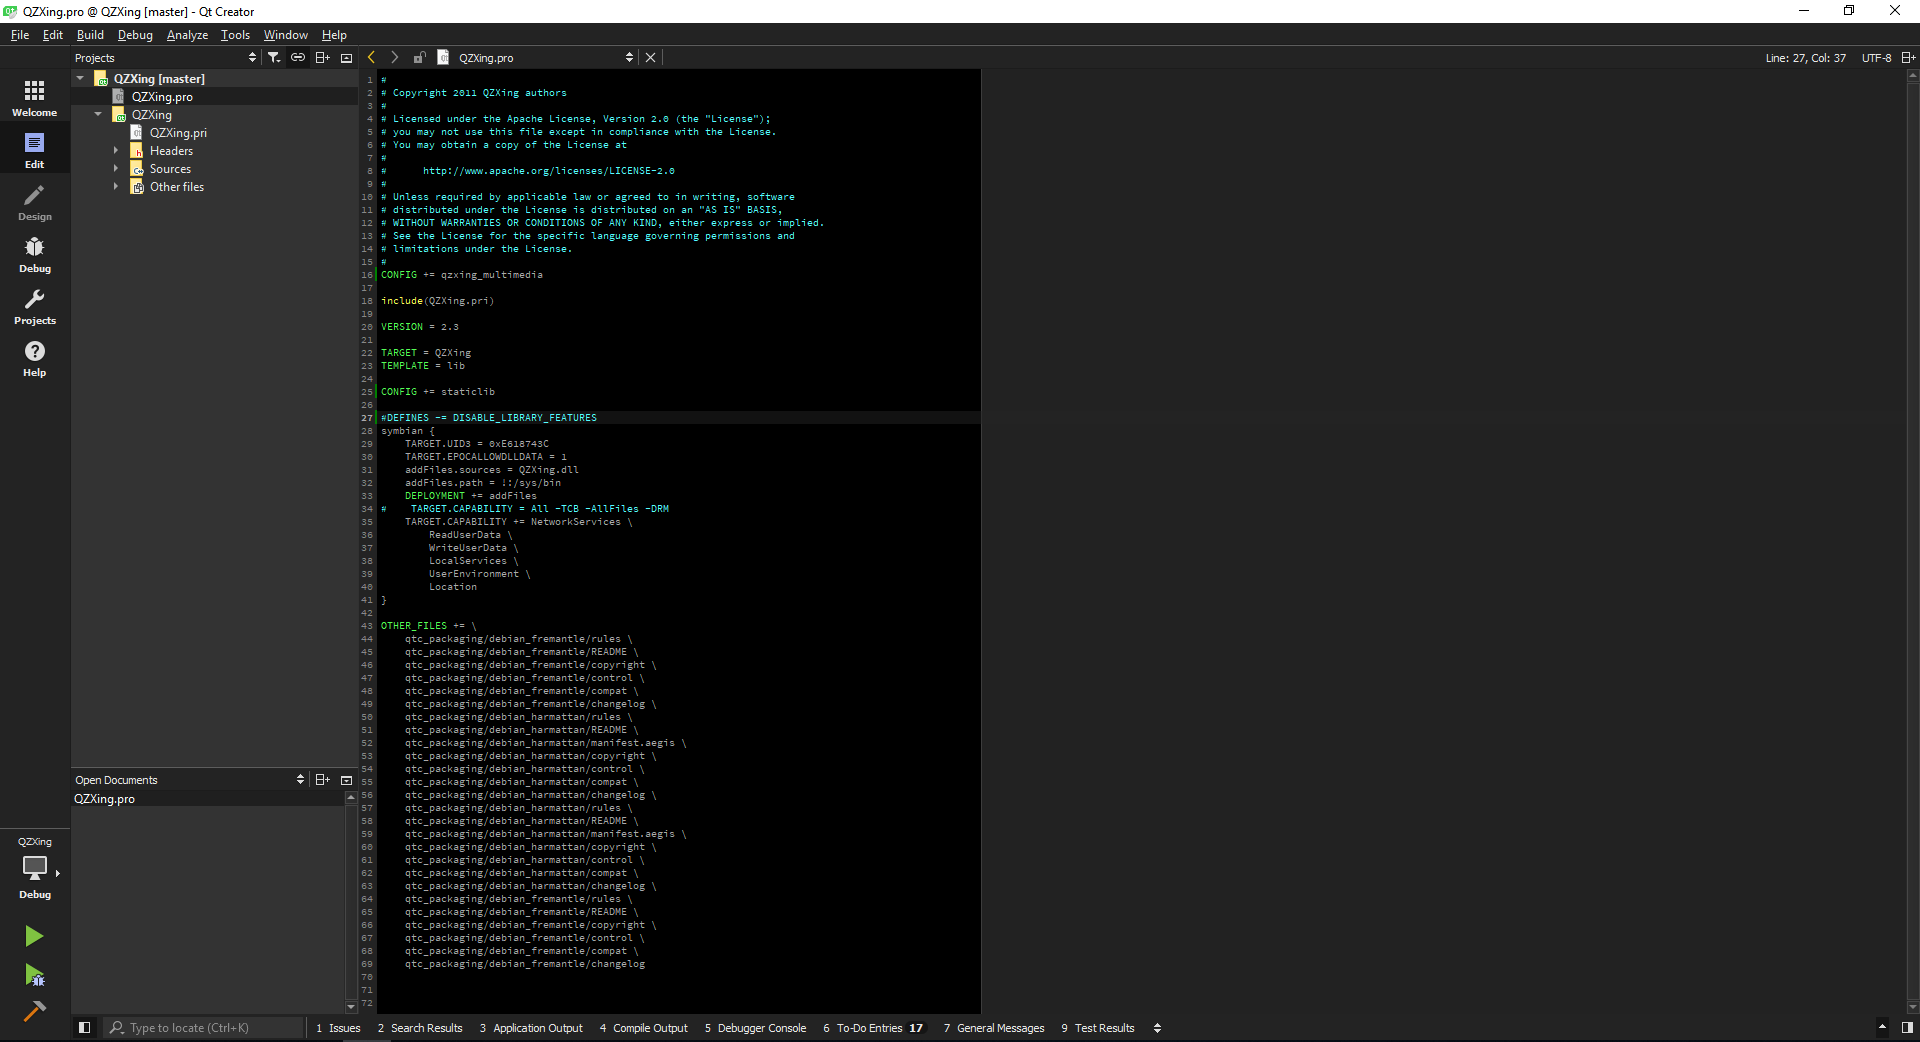 QZXing.pro @ QZXing [master] - Qt Creator
File Edit Build Debug Analyze Tools Window Help
Projects
QZXing.pro
Line: 27, Col: 37
UTF-8
Welcome
Edit
Design
Debug
Projects
Help
QZXing
Debug
QZXing [master]
QZXing.pro
QZXing
QZXing.pri
Headers
Sources
Other files
Open Documents
QZXing.pro
1 #
2 # Copyright 2011 QZXing authors
3 #
4 # Licensed under the Apache License, Version 2.0 (the "License");
5 # you may not use this file except in compliance with the License.
6 # You may obtain a copy of the License at
7 #
8 #      http://www.apache.org/licenses/LICENSE-2.0
9 #
10 # Unless required by applicable law or agreed to in writing, software
11 # distributed under the License is distributed on an "AS IS" BASIS,
12 # WITHOUT WARRANTIES OR CONDITIONS OF ANY KIND, either express or implied.
13 # See the License for the specific language governing permissions and
14 # limitations under the License.
15 #
16 CONFIG += qzxing_multimedia
17
18 include(QZXing.pri)
19
20 VERSION = 2.3
21
22 TARGET = QZXing
23 TEMPLATE = lib
24
25 CONFIG += staticlib
26
27 #DEFINES -= DISABLE_LIBRARY_FEATURES
28 symbian {
29     TARGET.UID3 = 0xE618743C
30     TARGET.EPOCALLOWDLLDATA = 1
31     addFiles.sources = QZXing.dll
32     addFiles.path = !:/sys/bin
33     DEPLOYMENT += addFiles
34 #    TARGET.CAPABILITY = All -TCB -AllFiles -DRM
35     TARGET.CAPABILITY += NetworkServices \
36         ReadUserData \
37         WriteUserData \
38         LocalServices \
39         UserEnvironment \
40         Location
41 }
42
43 OTHER_FILES += \
44     qtc_packaging/debian_fremantle/rules \
45     qtc_packaging/debian_fremantle/README \
46     qtc_packaging/debian_fremantle/copyright \
47     qtc_packaging/debian_fremantle/control \
48     qtc_packaging/debian_fremantle/compat \
49     qtc_packaging/debian_fremantle/changelog \
50     qtc_packaging/debian_harmattan/rules \
51     qtc_packaging/debian_harmattan/README \
52     qtc_packaging/debian_harmattan/manifest.aegis \
53     qtc_packaging/debian_harmattan/copyright \
54     qtc_packaging/debian_harmattan/control \
55     qtc_packaging/debian_harmattan/compat \
56     qtc_packaging/debian_harmattan/changelog \
57     qtc_packaging/debian_harmattan/rules \
58     qtc_packaging/debian_harmattan/README \
59     qtc_packaging/debian_harmattan/manifest.aegis \
60     qtc_packaging/debian_harmattan/copyright \
61     qtc_packaging/debian_harmattan/control \
62     qtc_packaging/debian_harmattan/compat \
63     qtc_packaging/debian_harmattan/changelog \
64     qtc_packaging/debian_fremantle/rules \
65     qtc_packaging/debian_fremantle/README \
66     qtc_packaging/debian_fremantle/copyright \
67     qtc_packaging/debian_fremantle/control \
68     qtc_packaging/debian_fremantle/compat \
69     qtc_packaging/debian_fremantle/changelog
70
71
72
Type to locate (Ctrl+K)
1 Issues 2 Search Results 3 Application Output 4 Compile Output 5 Debugger Console 6 To-Do Entries 17 7 General Messages 9 Test Results